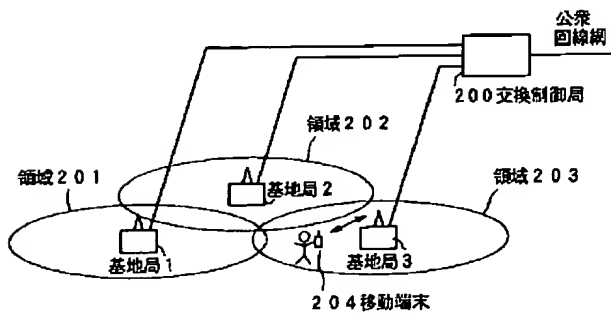 公衆
回線網
200交換制御局
領域202
領域201
領域203
基地局2
基地局1
基地局3
204移動端末